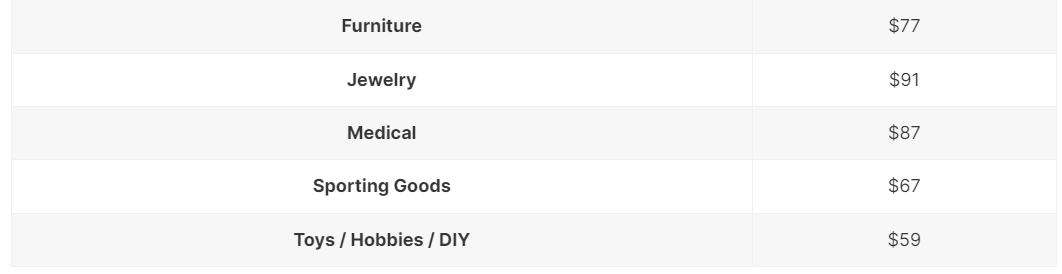 Furniture $77
Jewelry $91
Medical $87
Sporting Goods $67
Toys / Hobbies / DIY $59